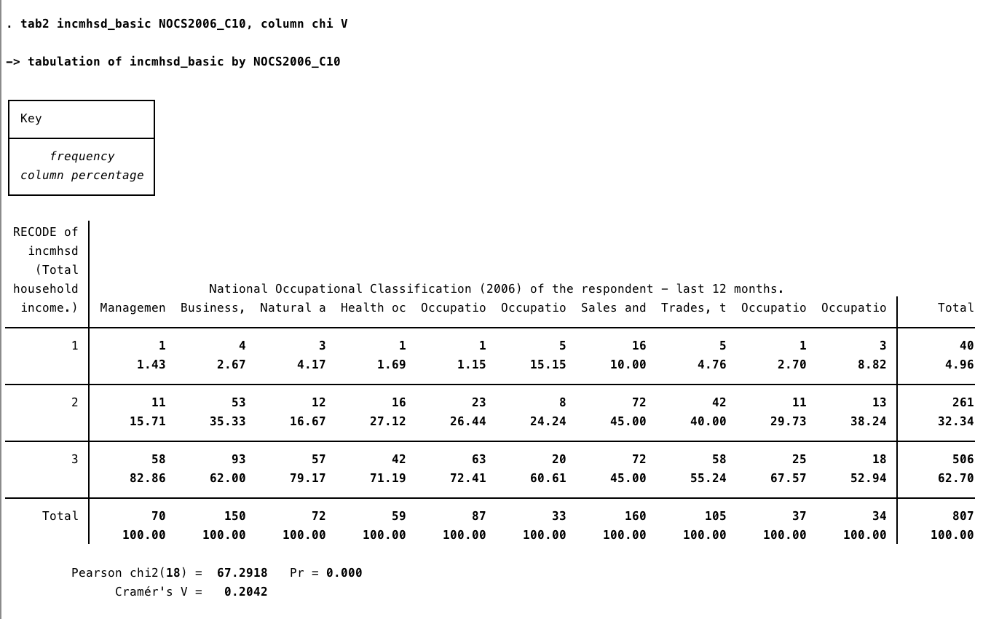 . tab2 incmhsd_basic NOCS2006_C10, column chi V
—> tabulation of incmhsd_basic by NOCS2006_C10
Key
frequency
column percentage
RECODE of
incmhsd
(Total
household National Occupational Classification (2006) of the respondent — last 12 months.
income.) Managemen Business, Natural a Health oc Occupatio Occupatio Sales and Trades, t Occupatio Occupatio Total
1 1 4 3 1 1 5 16 5 1 3 40
1.43 2.67 4.17 1.69 1.15 15.15 10.00 4.76 2.70 8.82 4.96
2 11 53 12 16 23 8 72 42 11 13 261
15.71 35.33 16.67 27.12 26.44 24.24 45.00 40.00 29.73 38.24 32.34
3 58 93 57 42 63 20 72 58 25 18 506
82.86 62.00 79.17 71.19 72.41 60.61 45.00 55.24 67.57 52.94 62.70
Total 70 150 72 59 87 33 160 105 37 34 807
100.00 100.00 100.00 100.00 100.00 100.00 100.00 100.00 100.00 100.00 100.00
Pearson chi2(18) = 67.2918 Pr = 0.000
Cramér's V = 0.2042